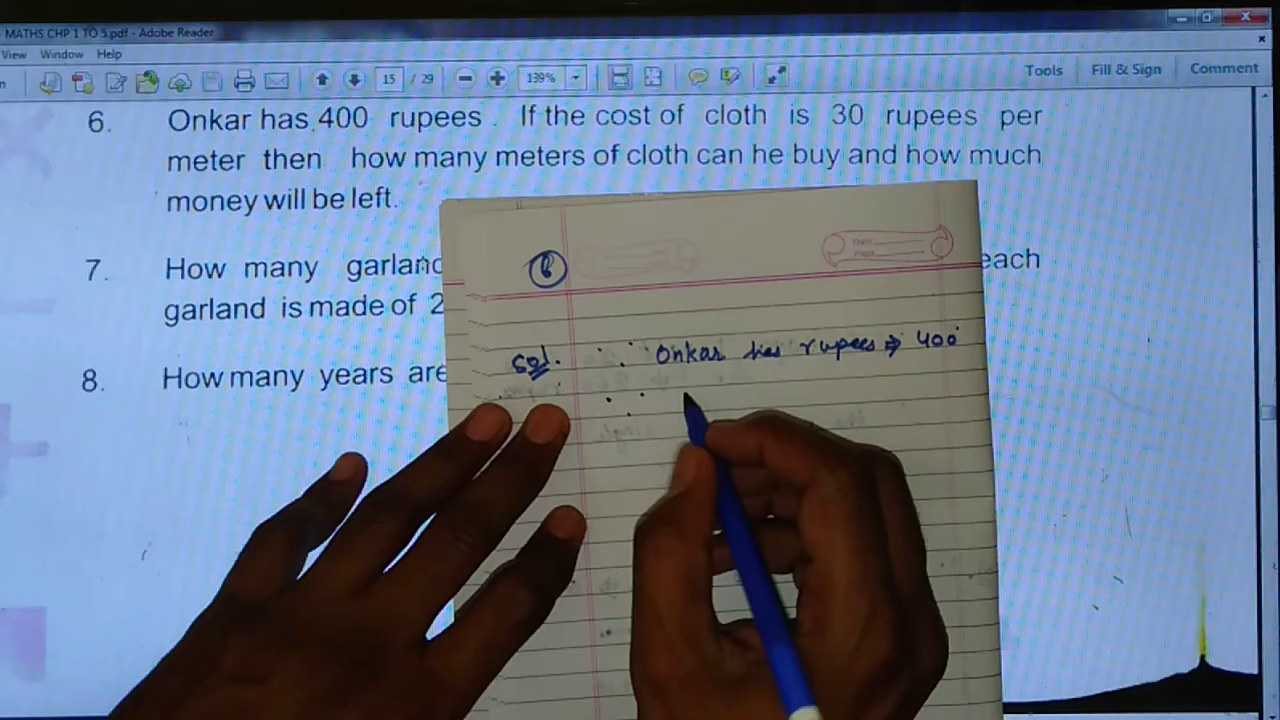 MATHS CHP 1 TO 5.pdf - Adobe Reader
View Window Help
15 / 29 139% Tools Fill & Sign Comment
6. Onkar has 400 rupees . If the cost of cloth is 30 rupees per
meter then how many meters of cloth can he buy and how much
money will be left.
7. How many garland each
garland is made of 2
8. How many years are
6
Date
Page
Sol. ∵ Onkar has rupees ⇒ 400
∵